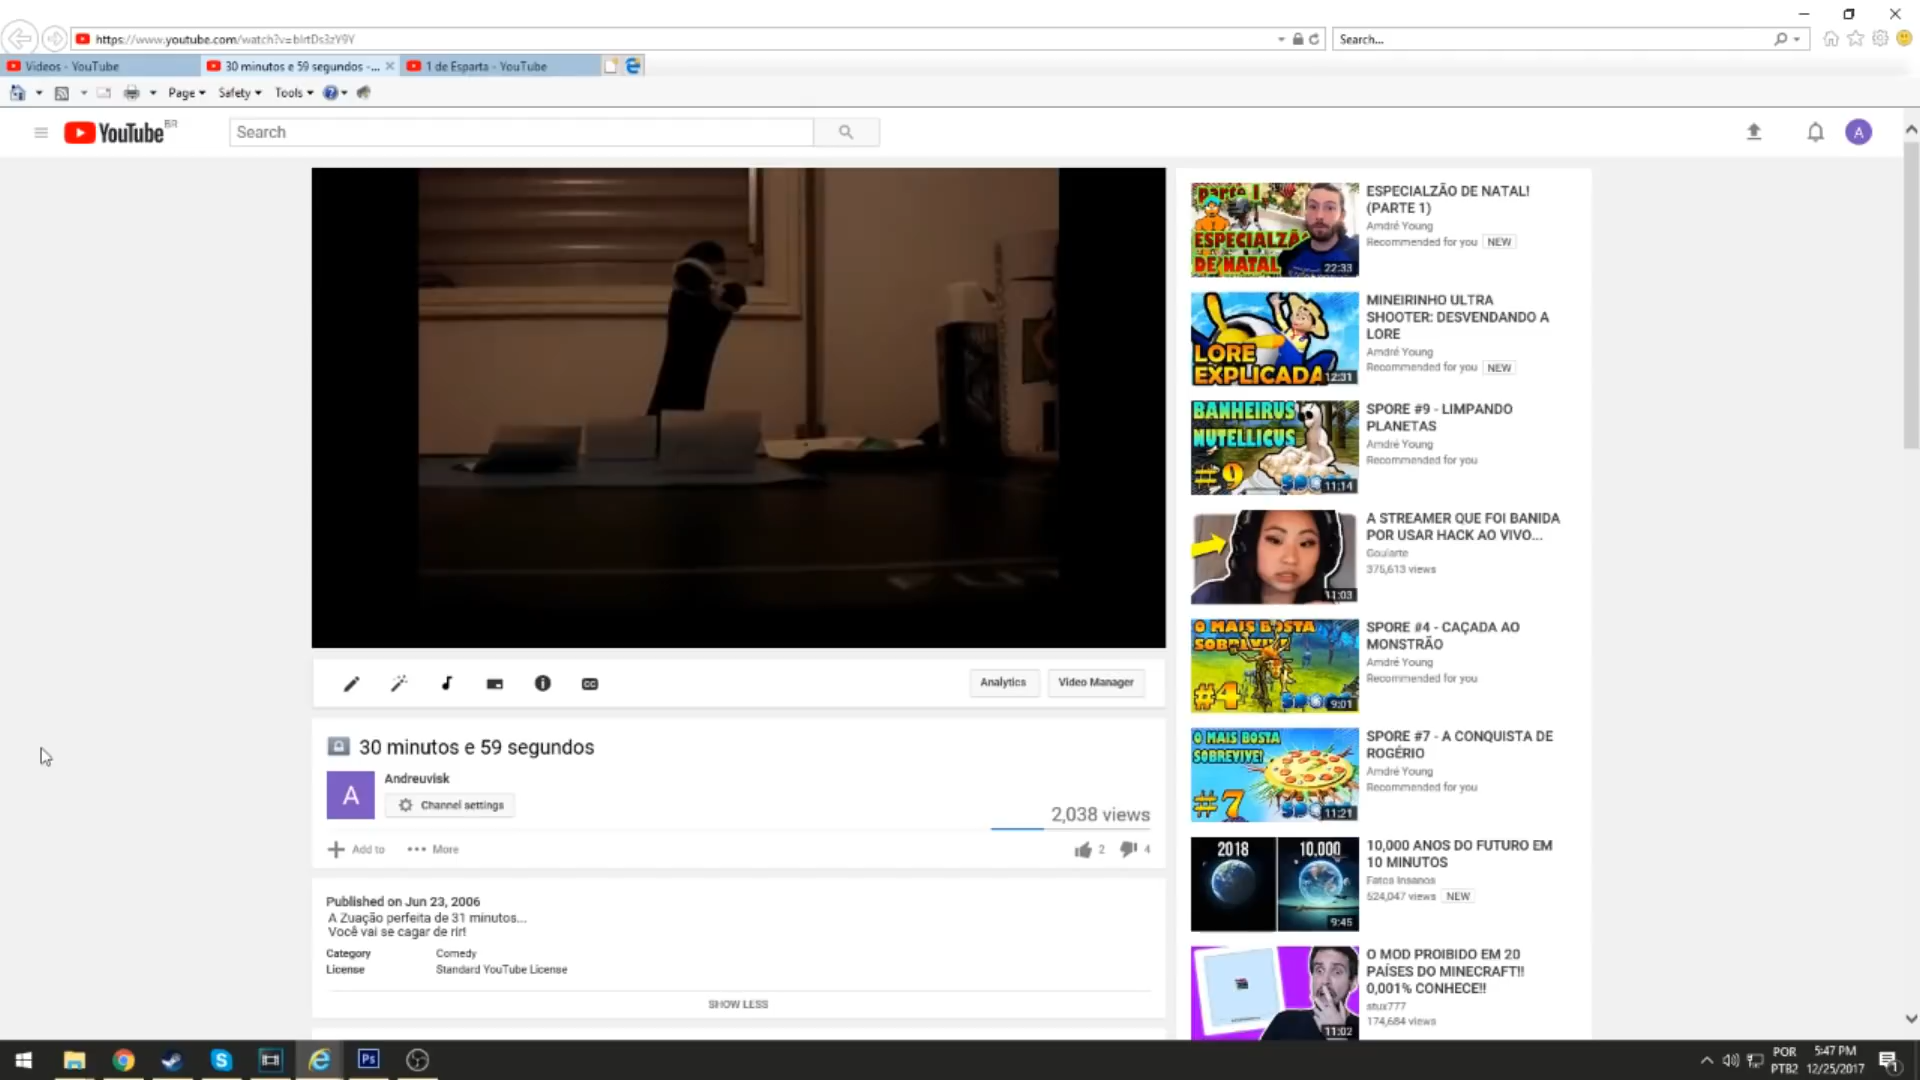 https://www.youtube.com/watch?v=blrtDs3zY9Y
Search...
Videos - YouTube
30 minutos e 59 segundos -...
1 de Esparta - YouTube
Page
Safety
Tools
YouTube BR
Search
A
ESPECIALZÃO DE NATAL! (PARTE 1)
Amdré Young
Recommended for you NEW
parte 1
ESPECIALZÃO
DE NATAL
22:33
MINEIRINHO ULTRA
SHOOTER: DESVENDANDO A
LORE
Amdré Young
Recommended for you NEW
LORE
EXPLICADA
12:31
SPORE #9 - LIMPANDO
PLANETAS
Amdré Young
Recommended for you
BANHEIRUS
NUTELLICUS
#9
11:14
A STREAMER QUE FOI BANIDA
POR USAR HACK AO VIVO...
Goularte
375,613 views
11:03
SPORE #4 - CAÇADA AO
MONSTRÃO
Amdré Young
Recommended for you
O MAIS BOSTA
SOBREVIVE!
#4
9:01
SPORE #7 - A CONQUISTA DE
ROGÉRIO
Amdré Young
Recommended for you
O MAIS BOSTA
SOBREVIVE!
#7
11:21
10,000 ANOS DO FUTURO EM
10 MINUTOS
Fatos Insanos
524,047 views NEW
2018
10,000
9:45
O MOD PROIBIDO EM 20
PAÍSES DO MINECRAFT!!
0,001% CONHECE!!
stux777
174,684 views
11:02
CC
Analytics
Video Manager
30 minutos e 59 segundos
A
Andreuvisk
Channel settings
2,038 views
Add to
More
2
4
Published on Jun 23, 2006
A Zuação perfeita de 31 minutos...
Você vai se cagar de rir!
Category Comedy
License Standard YouTube License
SHOW LESS
Ps
POR
PTB2
5:47 PM
12/25/2017
1